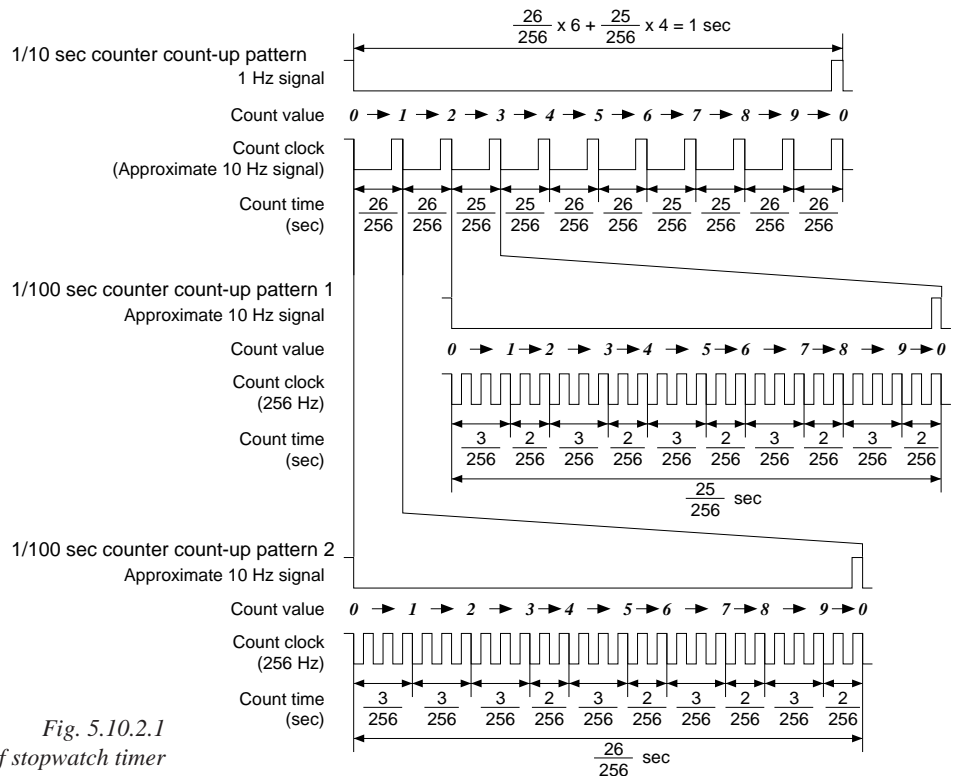 26/256 x 6 + 25/256 x 4 = 1 sec
1/10 sec counter count-up pattern
1 Hz signal
Count value 0 → 1 → 2 → 3 → 4 → 5 → 6 → 7 → 8 → 9 → 0
Count clock
(Approximate 10 Hz signal)
Count time
(sec)
26/256 26/256 25/256 25/256 26/256 26/256 25/256 25/256 26/256 26/256
1/100 sec counter count-up pattern 1
Approximate 10 Hz signal
Count value 0 → 1 → 2 → 3 → 4 → 5 → 6 → 7 → 8 → 9 → 0
Count clock
(256 Hz)
Count time
(sec)
3/256 2/256 3/256 2/256 3/256 2/256 3/256 2/256 3/256 2/256
25/256 sec
1/100 sec counter count-up pattern 2
Approximate 10 Hz signal
Count value 0 → 1 → 2 → 3 → 4 → 5 → 6 → 7 → 8 → 9 → 0
Count clock
(256 Hz)
Count time
(sec)
3/256 3/256 3/256 2/256 3/256 2/256 3/256 2/256 3/256 2/256
26/256 sec
Fig. 5.10.2.1
f stopwatch timer